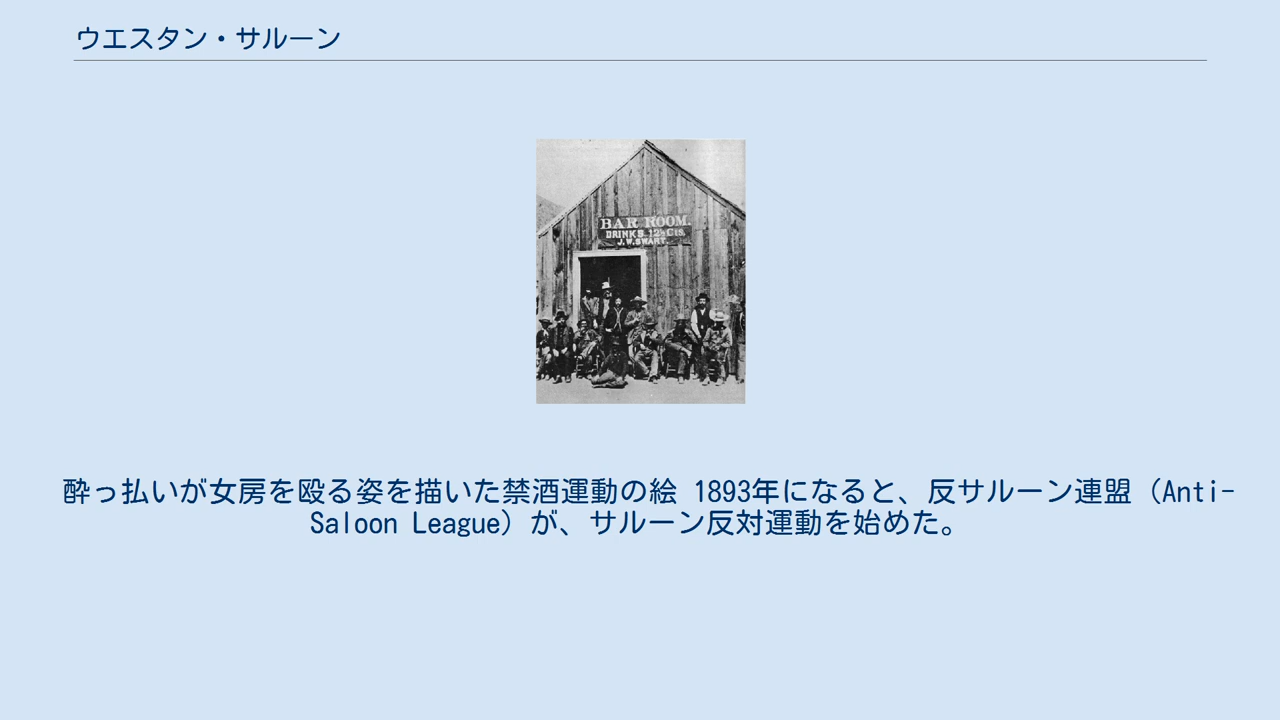 ウエスタン・サルーン
BAR ROOM.
DRINKS 12½ Cts.
J.W.SWART.
酔っ払いが女房を殴る姿を描いた禁酒運動の絵 1893年になると、反サルーン連盟（Anti-
Saloon League）が、サルーン反対運動を始めた。